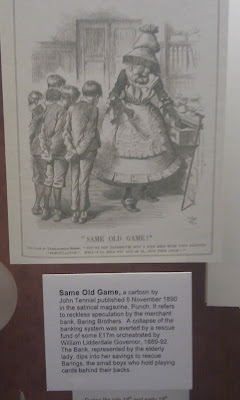 "SAME OLD GAME!"
Same Old Game, a cartoon by
John Tenniel published 8 November 1890
in the satirical magazine, Punch. It refers
to reckless speculation by the merchant
bank, Baring Brothers. A collapse of the
banking system was averted by a rescue
fund of some £17m orchestrated by
William Lidderdale Governor, 1889-92.
The Bank, represented by the elderly
lady, dips into her savings to rescue
Barings, the small boys who hold playing
cards behind their backs.